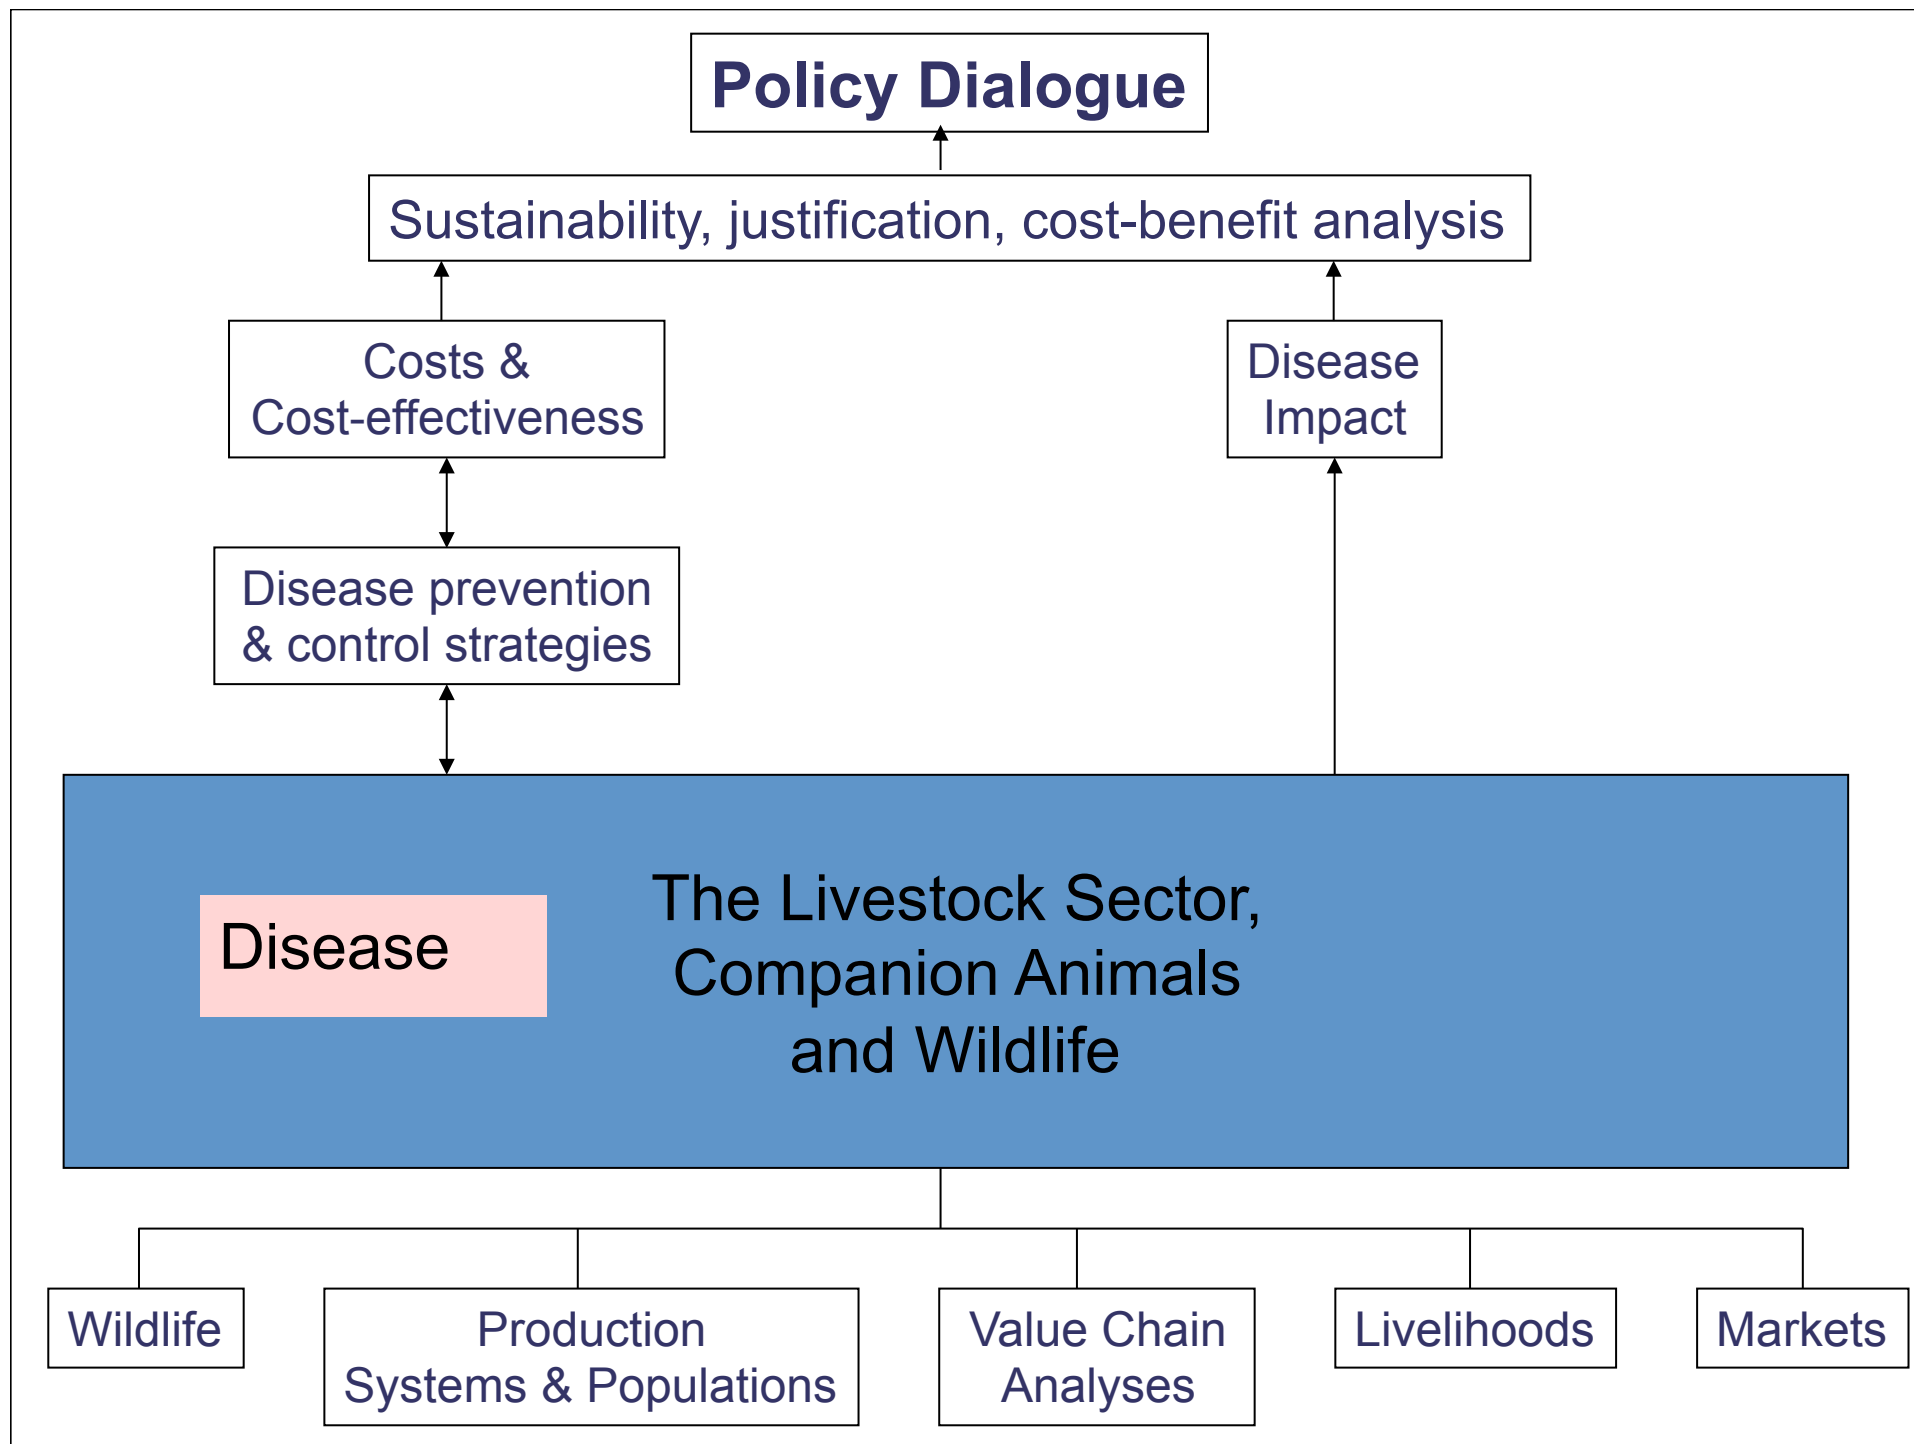 Policy Dialogue
Sustainability, justification, cost-benefit analysis
Costs &
Cost-effectiveness
Disease
Impact
Disease prevention
& control strategies
Disease
The Livestock Sector,
Companion Animals
and Wildlife
Wildlife
Production
Systems & Populations
Value Chain
Analyses
Livelihoods
Markets